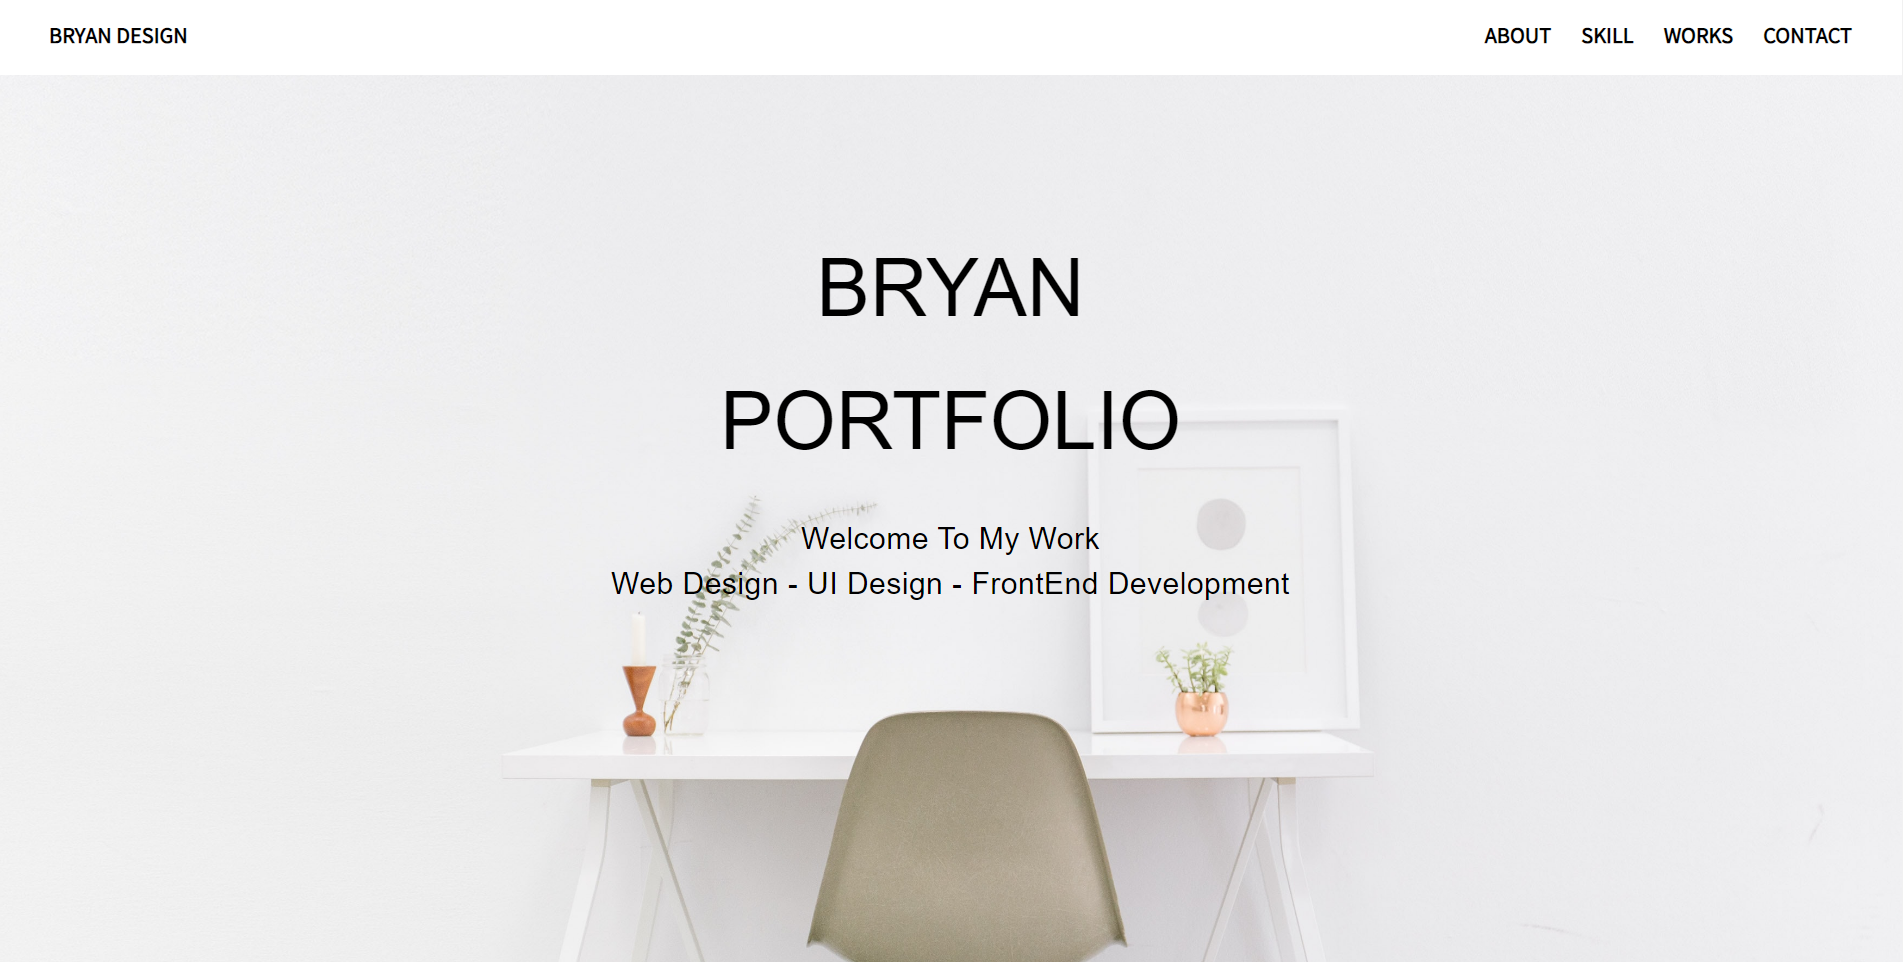 BRYAN DESIGN
ABOUT SKILL WORKS CONTACT
BRYAN
PORTFOLIO
Welcome To My Work
Web Design - UI Design - FrontEnd Development